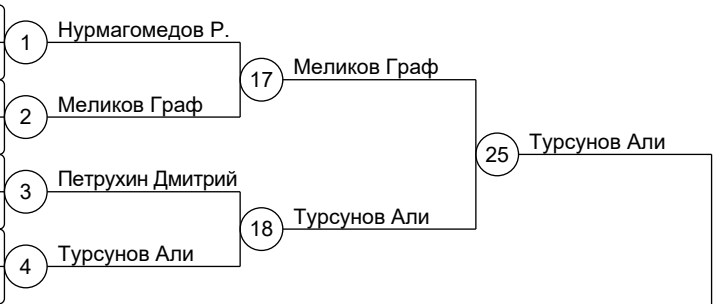 1 Нурмагомедов Р.
17 Меликов Граф
2 Меликов Граф
25 Турсунов Али
3 Петрухин Дмитрий
18 Турсунов Али
4 Турсунов Али